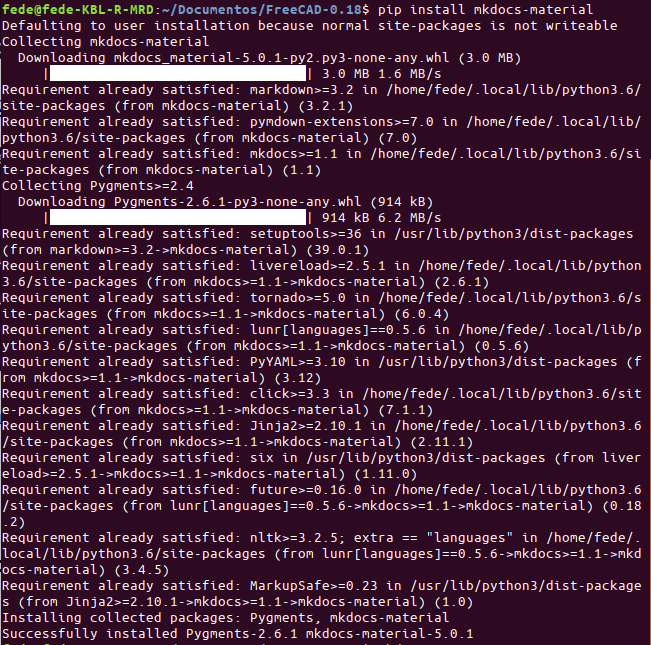 fede@fede-KBL-R-MRD:~/Documentos/FreeCAD-0.18$ pip install mkdocs-material
Defaulting to user installation because normal site-packages is not writeable
Collecting mkdocs-material
  Downloading mkdocs_material-5.0.1-py2.py3-none-any.whl (3.0 MB)
     |                                | 3.0 MB 1.6 MB/s
Requirement already satisfied: markdown>=3.2 in /home/fede/.local/lib/python3.6/
site-packages (from mkdocs-material) (3.2.1)
Requirement already satisfied: pymdown-extensions>=7.0 in /home/fede/.local/lib/
python3.6/site-packages (from mkdocs-material) (7.0)
Requirement already satisfied: mkdocs>=1.1 in /home/fede/.local/lib/python3.6/si
te-packages (from mkdocs-material) (1.1)
Collecting Pygments>=2.4
  Downloading Pygments-2.6.1-py3-none-any.whl (914 kB)
     |                                | 914 kB 6.2 MB/s
Requirement already satisfied: setuptools>=36 in /usr/lib/python3/dist-packages
(from markdown>=3.2->mkdocs-material) (39.0.1)
Requirement already satisfied: livereload>=2.5.1 in /home/fede/.local/lib/python
3.6/site-packages (from mkdocs>=1.1->mkdocs-material) (2.6.1)
Requirement already satisfied: tornado>=5.0 in /home/fede/.local/lib/python3.6/s
ite-packages (from mkdocs>=1.1->mkdocs-material) (6.0.4)
Requirement already satisfied: lunr[languages]==0.5.6 in /home/fede/.local/lib/p
ython3.6/site-packages (from mkdocs>=1.1->mkdocs-material) (0.5.6)
Requirement already satisfied: PyYAML>=3.10 in /usr/lib/python3/dist-packages (f
rom mkdocs>=1.1->mkdocs-material) (3.12)
Requirement already satisfied: click>=3.3 in /home/fede/.local/lib/python3.6/sit
e-packages (from mkdocs>=1.1->mkdocs-material) (7.1.1)
Requirement already satisfied: Jinja2>=2.10.1 in /home/fede/.local/lib/python3.6
/site-packages (from mkdocs>=1.1->mkdocs-material) (2.11.1)
Requirement already satisfied: six in /usr/lib/python3/dist-packages (from liver
eload>=2.5.1->mkdocs>=1.1->mkdocs-material) (1.11.0)
Requirement already satisfied: future>=0.16.0 in /home/fede/.local/lib/python3.6
/site-packages (from lunr[languages]==0.5.6->mkdocs>=1.1->mkdocs-material) (0.18
.2)
Requirement already satisfied: nltk>=3.2.5; extra == "languages" in /home/fede/.
local/lib/python3.6/site-packages (from lunr[languages]==0.5.6->mkdocs>=1.1->mkd
ocs-material) (3.4.5)
Requirement already satisfied: MarkupSafe>=0.23 in /usr/lib/python3/dist-package
s (from Jinja2>=2.10.1->mkdocs>=1.1->mkdocs-material) (1.0)
Installing collected packages: Pygments, mkdocs-material
Successfully installed Pygments-2.6.1 mkdocs-material-5.0.1